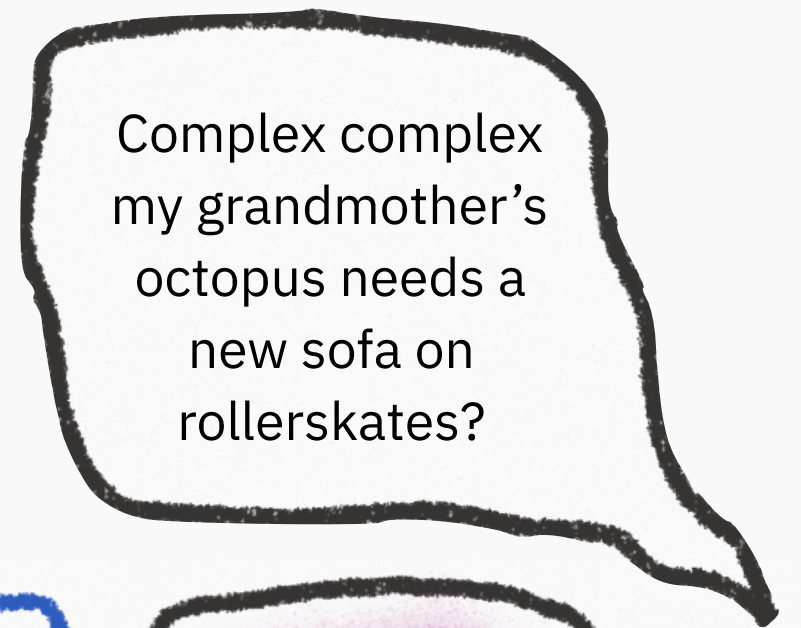 Complex complex
my grandmother’s
octopus needs a
new sofa on
rollerskates?